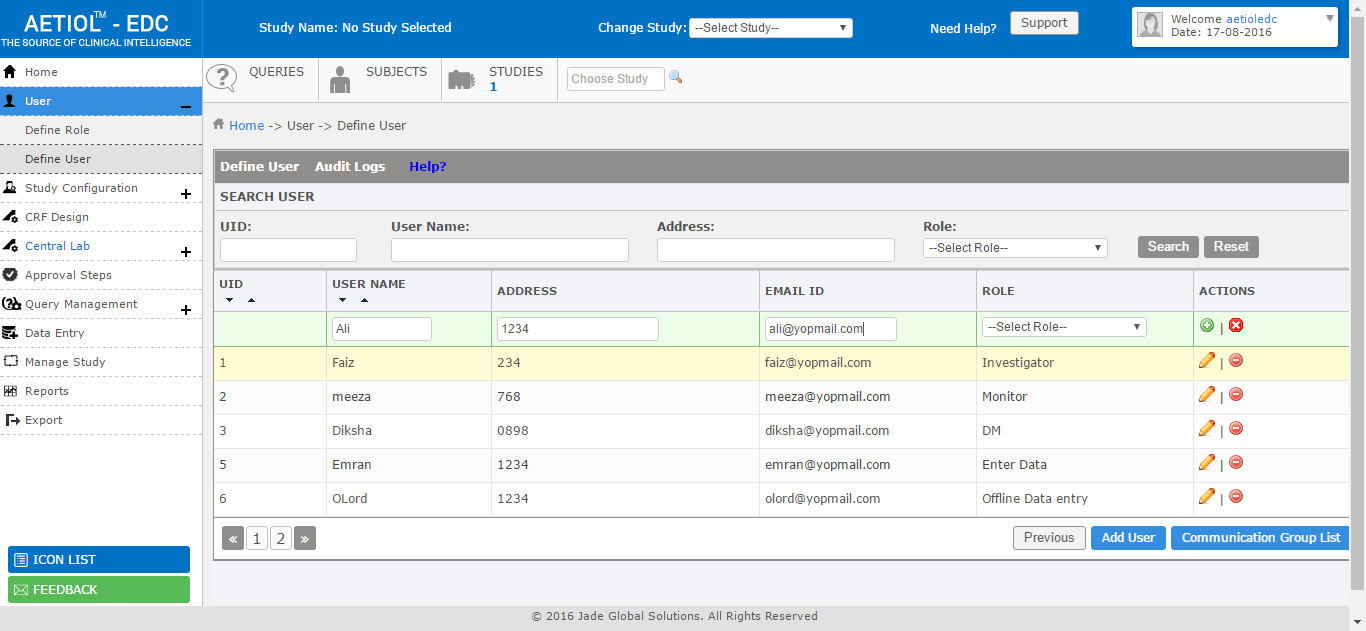 AETIOL™ - EDC
THE SOURCE OF CLINICAL INTELLIGENCE
Study Name: No Study Selected
Change Study: --Select Study--
Need Help? Support
Welcome aetioledc
Date: 17-08-2016
Home
User
Define Role
Define User
Study Configuration
CRF Design
Central Lab
Approval Steps
Query Management
Data Entry
Manage Study
Reports
Export
ICON LIST
FEEDBACK
QUERIES
SUBJECTS
STUDIES
1
Choose Study
Home -> User -> Define User
Define User Audit Logs Help?
SEARCH USER
UID: User Name: Address: Role:
--Select Role-- Search Reset
UID USER NAME ADDRESS EMAIL ID ROLE ACTIONS
Ali 1234 ali@yopmail.com --Select Role-- |
1 Faiz 234 faiz@yopmail.com Investigator |
2 meeza 768 meeza@yopmail.com Monitor |
3 Diksha 0898 diksha@yopmail.com DM |
5 Emran 1234 emran@yopmail.com Enter Data |
6 OLord 1234 olord@yopmail.com Offline Data entry |
« 1 2 » Previous Add User Communication Group List
© 2016 Jade Global Solutions. All Rights Reserved